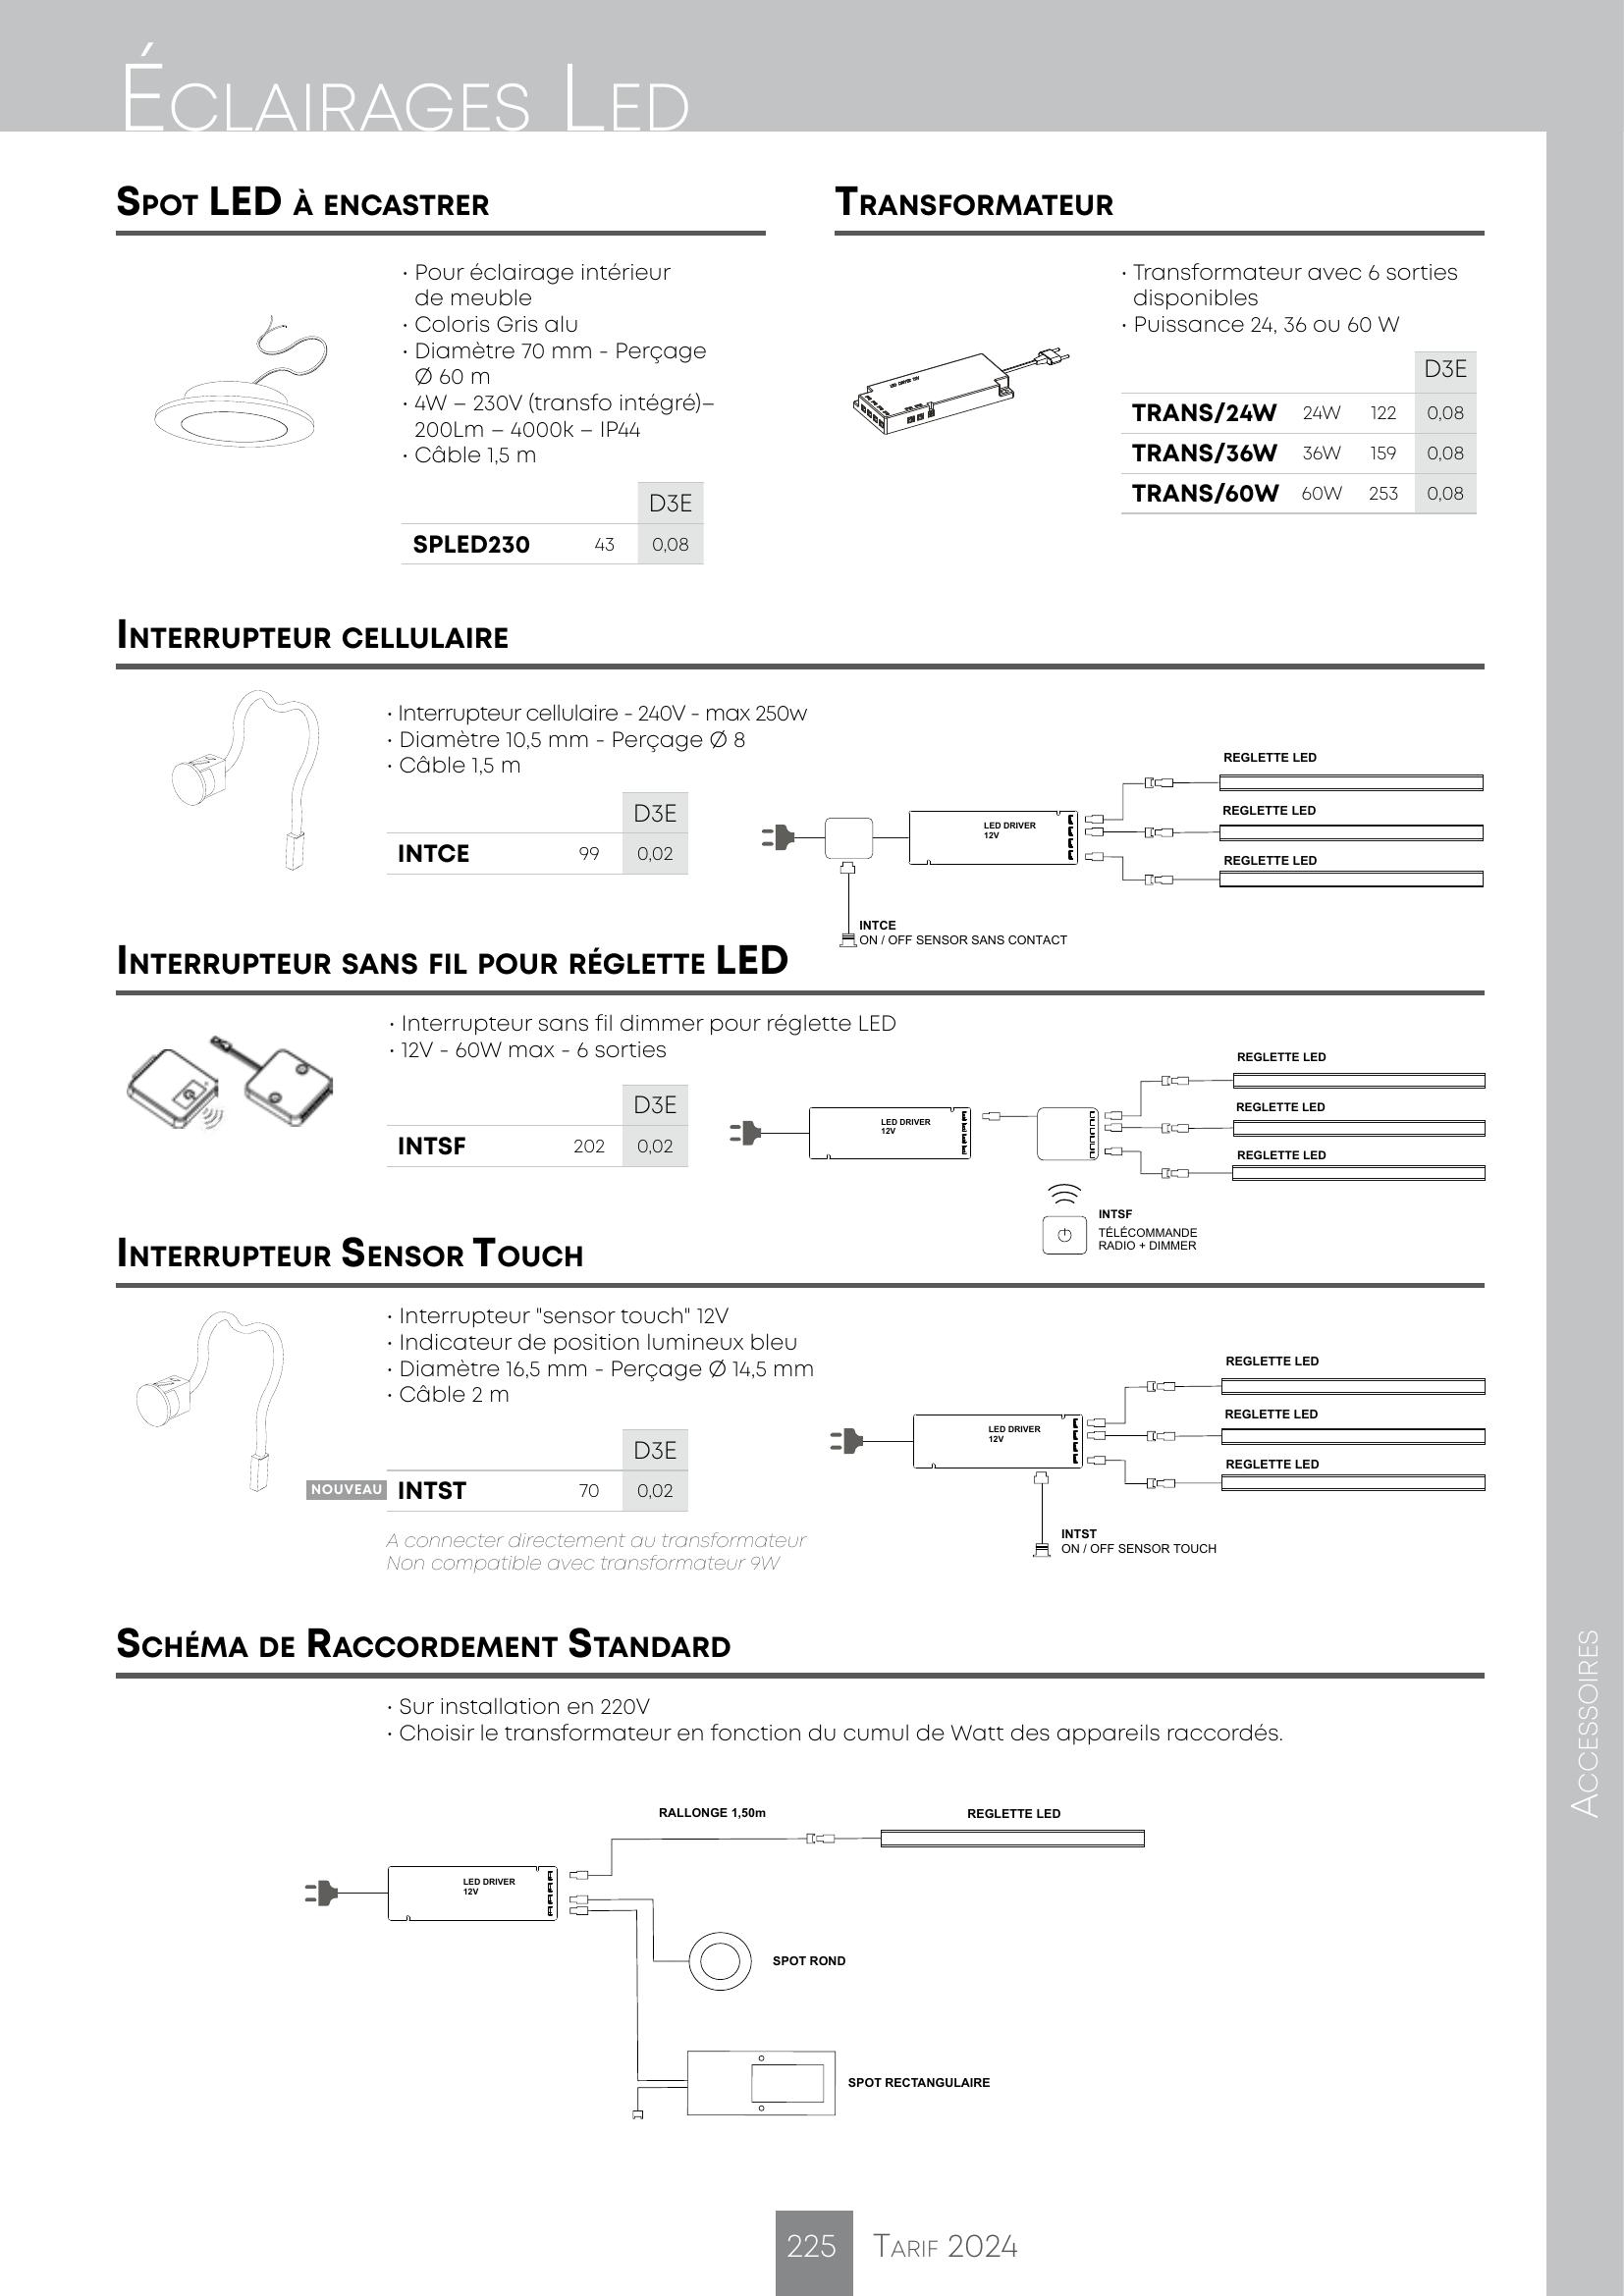 Éclairages Led
Spot LED à encastrer
· Pour éclairage intérieur
de meuble
· Coloris Gris alu
· Diamètre 70 mm - Perçage
Ø 60 m
· 4W – 230V (transfo intégré)–
200Lm – 4000k – IP44
· Câble 1,5 m
D3E
SPLED230 43 0,08
Transformateur
· Transformateur avec 6 sorties
disponibles
· Puissance 24, 36 ou 60 W
D3E
TRANS/24W 24W 122 0,08
TRANS/36W 36W 159 0,08
TRANS/60W 60W 253 0,08
Interrupteur cellulaire
· Interrupteur cellulaire - 240V - max 250w
· Diamètre 10,5 mm - Perçage Ø 8
· Câble 1,5 m
D3E
INTCE 99 0,02
LED DRIVER
12V
REGLETTE LED
REGLETTE LED
REGLETTE LED
INTCE
ON / OFF SENSOR SANS CONTACT
Interrupteur sans fil pour réglette LED
· Interrupteur sans fil dimmer pour réglette LED
· 12V - 60W max - 6 sorties
D3E
INTSF 202 0,02
LED DRIVER
12V
REGLETTE LED
REGLETTE LED
REGLETTE LED
INTSF
TÉLÉCOMMANDE
RADIO + DIMMER
Interrupteur Sensor Touch
· Interrupteur "sensor touch" 12V
· Indicateur de position lumineux bleu
· Diamètre 16,5 mm - Perçage Ø 14,5 mm
· Câble 2 m
D3E
NOUVEAU INTST 70 0,02
A connecter directement au transformateur
Non compatible avec transformateur 9W
LED DRIVER
12V
REGLETTE LED
REGLETTE LED
REGLETTE LED
INTST
ON / OFF SENSOR TOUCH
Schéma de Raccordement Standard
· Sur installation en 220V
· Choisir le transformateur en fonction du cumul de Watt des appareils raccordés.
RALLONGE 1,50m
REGLETTE LED
LED DRIVER
12V
SPOT ROND
SPOT RECTANGULAIRE
Accessoires
225 Tarif 2024